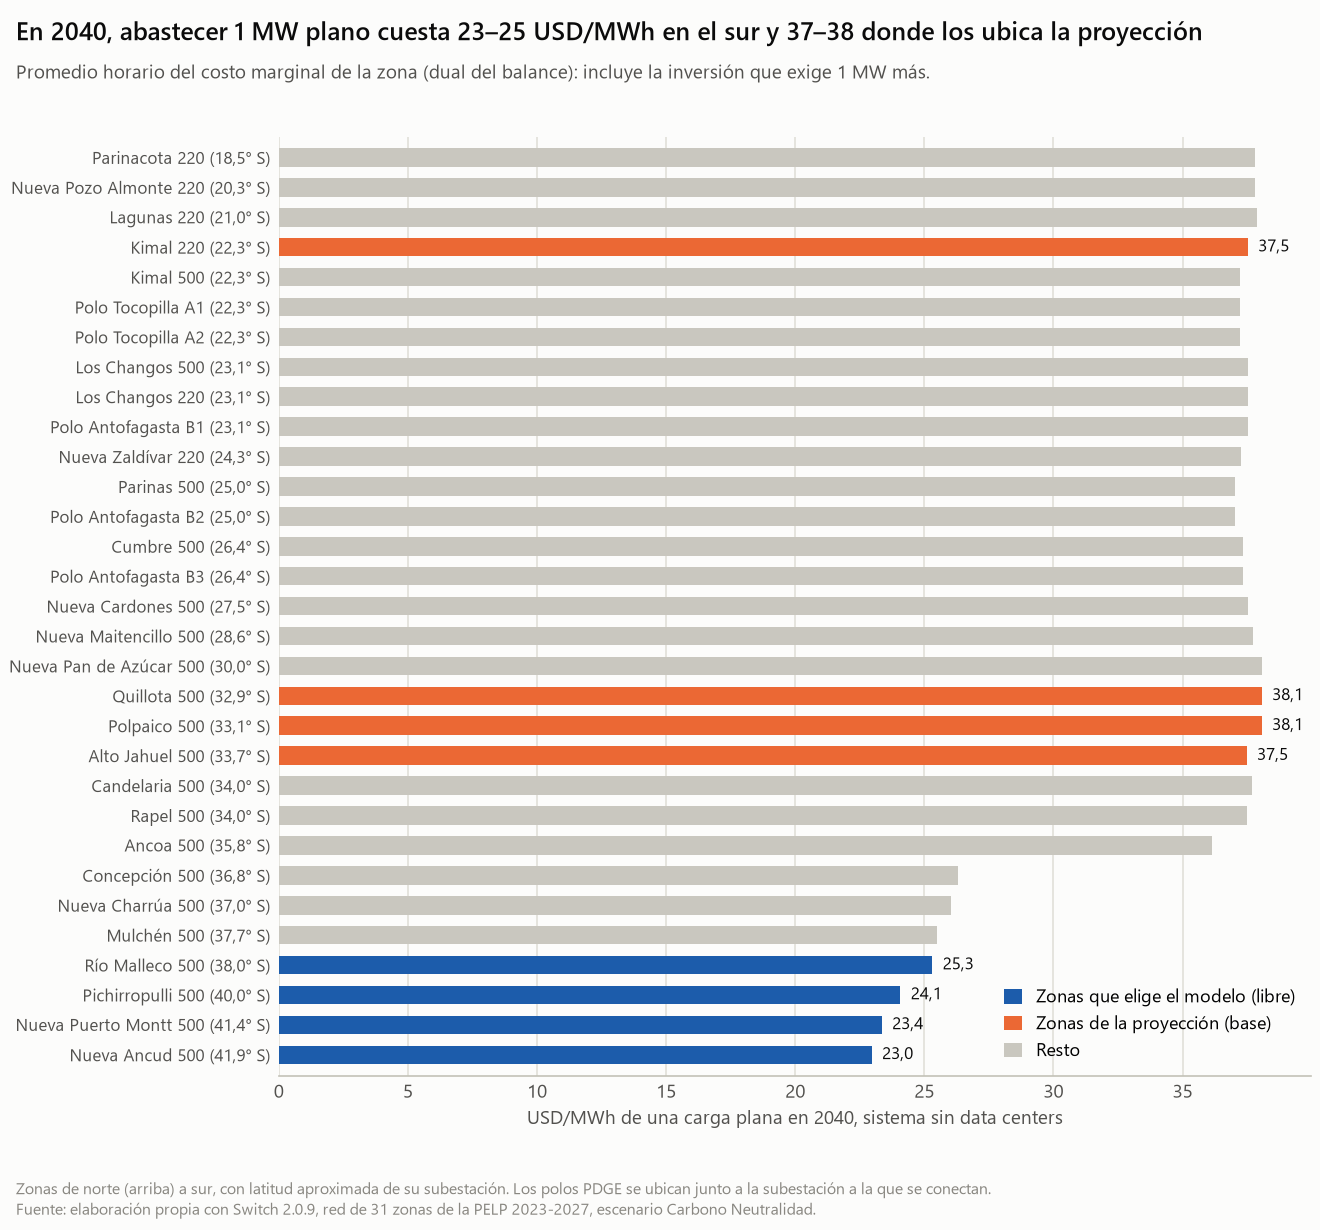 En 2040, abastecer 1 MW plano cuesta 23–25 USD/MWh en el sur y 37–38 donde los ubica la proyección
Promedio horario del costo marginal de la zona (dual del balance): incluye la inversión que exige 1 MW más.
Parinacota 220 (18,5° S)
Nueva Pozo Almonte 220 (20,3° S)
Lagunas 220 (21,0° S)
Kimal 220 (22,3° S) 37,5
Kimal 500 (22,3° S)
Polo Tocopilla A1 (22,3° S)
Polo Tocopilla A2 (22,3° S)
Los Changos 500 (23,1° S)
Los Changos 220 (23,1° S)
Polo Antofagasta B1 (23,1° S)
Nueva Zaldívar 220 (24,3° S)
Parinas 500 (25,0° S)
Polo Antofagasta B2 (25,0° S)
Cumbre 500 (26,4° S)
Polo Antofagasta B3 (26,4° S)
Nueva Cardones 500 (27,5° S)
Nueva Maitencillo 500 (28,6° S)
Nueva Pan de Azúcar 500 (30,0° S)
Quillota 500 (32,9° S) 38,1
Polpaico 500 (33,1° S) 38,1
Alto Jahuel 500 (33,7° S) 37,5
Candelaria 500 (34,0° S)
Rapel 500 (34,0° S)
Ancoa 500 (35,8° S)
Concepción 500 (36,8° S)
Nueva Charrúa 500 (37,0° S)
Mulchén 500 (37,7° S)
Río Malleco 500 (38,0° S) 25,3
Pichirropulli 500 (40,0° S) 24,1
Nueva Puerto Montt 500 (41,4° S) 23,4
Nueva Ancud 500 (41,9° S) 23,0
Zonas que elige el modelo (libre)
Zonas de la proyección (base)
Resto
0 5 10 15 20 25 30 35
USD/MWh de una carga plana en 2040, sistema sin data centers
Zonas de norte (arriba) a sur, con latitud aproximada de su subestación. Los polos PDGE se ubican junto a la subestación a la que se conectan.
Fuente: elaboración propia con Switch 2.0.9, red de 31 zonas de la PELP 2023-2027, escenario Carbono Neutralidad.